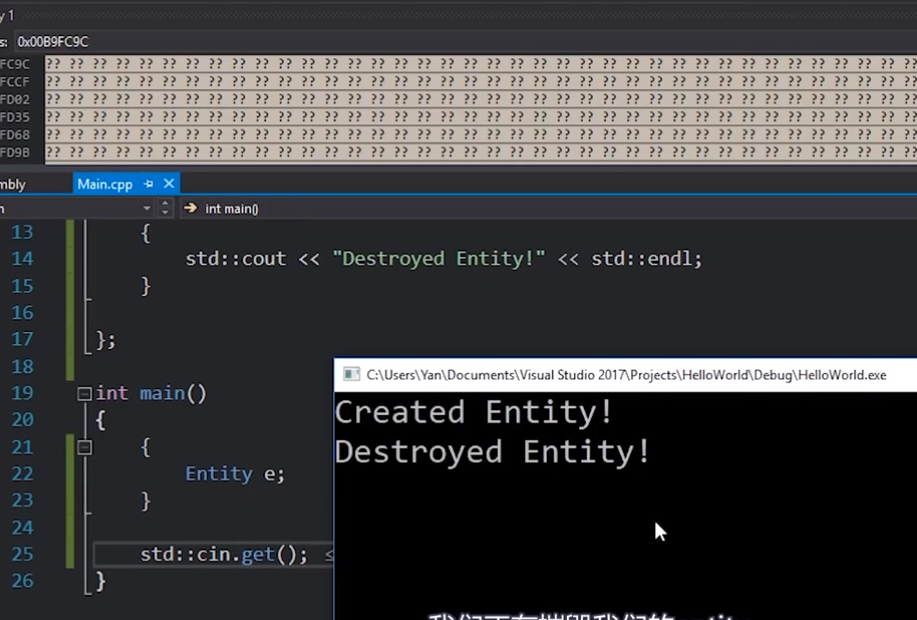 y 1
s: 0x00B9FC9C
FC9C ?? ?? ?? ?? ?? ?? ?? ?? ?? ?? ?? ?? ?? ?? ?? ?? ?? ?? ?? ?? ?? ?? ?? ?? ?? ?? ?? ?? ?? ?? ?? ?? ?? ?? ?? ?? ?? ??
FCCF ?? ?? ?? ?? ?? ?? ?? ?? ?? ?? ?? ?? ?? ?? ?? ?? ?? ?? ?? ?? ?? ?? ?? ?? ?? ?? ?? ?? ?? ?? ?? ?? ?? ?? ?? ?? ?? ??
FD02 ?? ?? ?? ?? ?? ?? ?? ?? ?? ?? ?? ?? ?? ?? ?? ?? ?? ?? ?? ?? ?? ?? ?? ?? ?? ?? ?? ?? ?? ?? ?? ?? ?? ?? ?? ?? ?? ??
FD35 ?? ?? ?? ?? ?? ?? ?? ?? ?? ?? ?? ?? ?? ?? ?? ?? ?? ?? ?? ?? ?? ?? ?? ?? ?? ?? ?? ?? ?? ?? ?? ?? ?? ?? ?? ?? ?? ??
FD68 ?? ?? ?? ?? ?? ?? ?? ?? ?? ?? ?? ?? ?? ?? ?? ?? ?? ?? ?? ?? ?? ?? ?? ?? ?? ?? ?? ?? ?? ?? ?? ?? ?? ?? ?? ?? ?? ??
FD9B ?? ?? ?? ?? ?? ?? ?? ?? ?? ?? ?? ?? ?? ?? ?? ?? ?? ?? ?? ?? ?? ?? ?? ?? ?? ?? ?? ?? ?? ?? ?? ?? ?? ?? ?? ?? ?? ??
mbly Main.cpp
int main()
13 {
14 std::cout << "Destroyed Entity!" << std::endl;
15 }
16
17 };
18
19 int main()
20 {
21 {
22 Entity e;
23 }
24
25 std::cin.get(); ≤
26 }
C:\Users\Yan\Documents\Visual Studio 2017\Projects\HelloWorld\Debug\HelloWorld.exe
Created Entity!
Destroyed Entity!